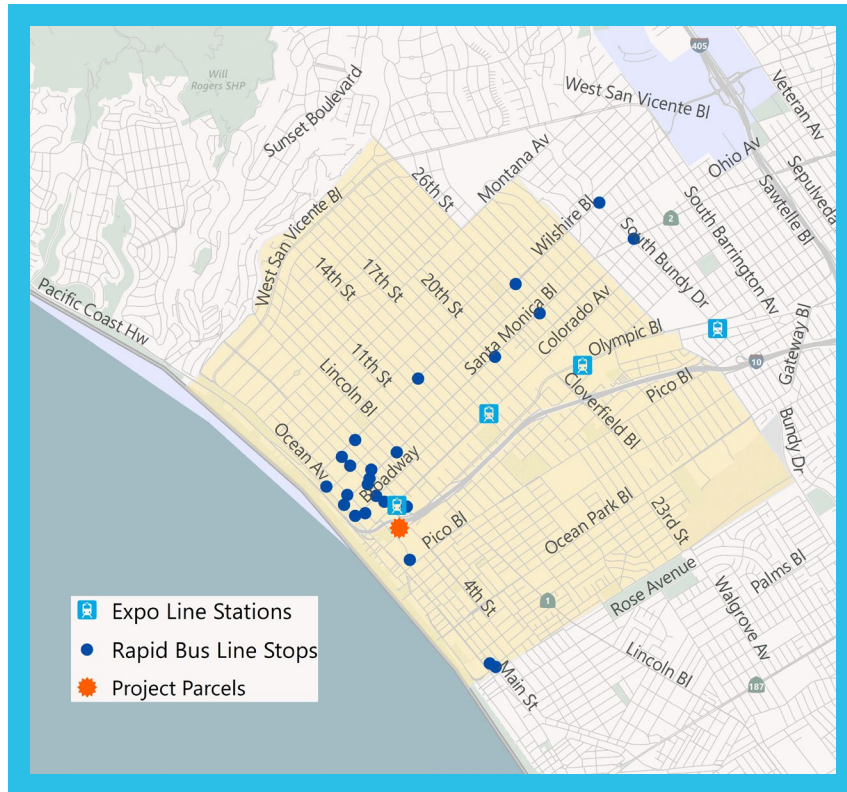 405
Will
Rogers SHP
Sunset Boulevard
West San Vicente Bl
Veteran Av
Ohio Av
Montana Av
26th St
Sepulveda
Sawtelle Bl
South Barrington Av
2
South Bundy Dr
Wilshire Bl
West San Vicente Bl
14th St
17th St
20th St
Santa Monica Bl
Colorado Av
Olympic Bl
Pacific Coast Hw
Gateway Bl
10
11th St
Lincoln Bl
Cloverfield Bl
Pico Bl
Bundy Dr
Ocean Av
Broadway
Pico Bl
Ocean Park Bl
23rd St
4th St
1
Rose Avenue
Palms Bl
Walgrove Av
Lincoln Bl
Main St
187
Expo Line Stations
Rapid Bus Line Stops
Project Parcels